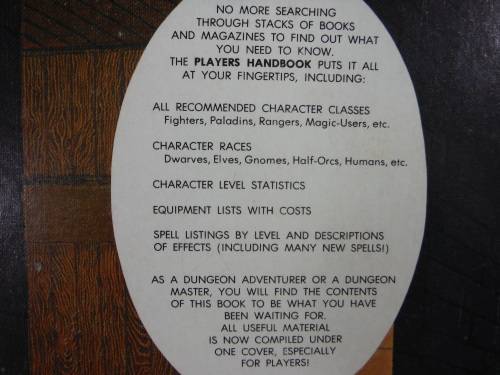 NO MORE SEARCHING
THROUGH STACKS OF BOOKS
AND MAGAZINES TO FIND OUT WHAT
YOU NEED TO KNOW.
THE PLAYERS HANDBOOK PUTS IT ALL
AT YOUR FINGERTIPS, INCLUDING:
ALL RECOMMENDED CHARACTER CLASSES
Fighters, Paladins, Rangers, Magic-Users, etc.
CHARACTER RACES
Dwarves, Elves, Gnomes, Half-Orcs, Humans, etc.
CHARACTER LEVEL STATISTICS
EQUIPMENT LISTS WITH COSTS
SPELL LISTINGS BY LEVEL AND DESCRIPTIONS
OF EFFECTS (INCLUDING MANY NEW SPELLS!)
AS A DUNGEON ADVENTURER OR A DUNGEON
MASTER, YOU WILL FIND THE CONTENTS
OF THIS BOOK TO BE WHAT YOU HAVE
BEEN WAITING FOR.
ALL USEFUL MATERIAL
IS NOW COMPILED UNDER
ONE COVER, ESPECIALLY
FOR PLAYERS!